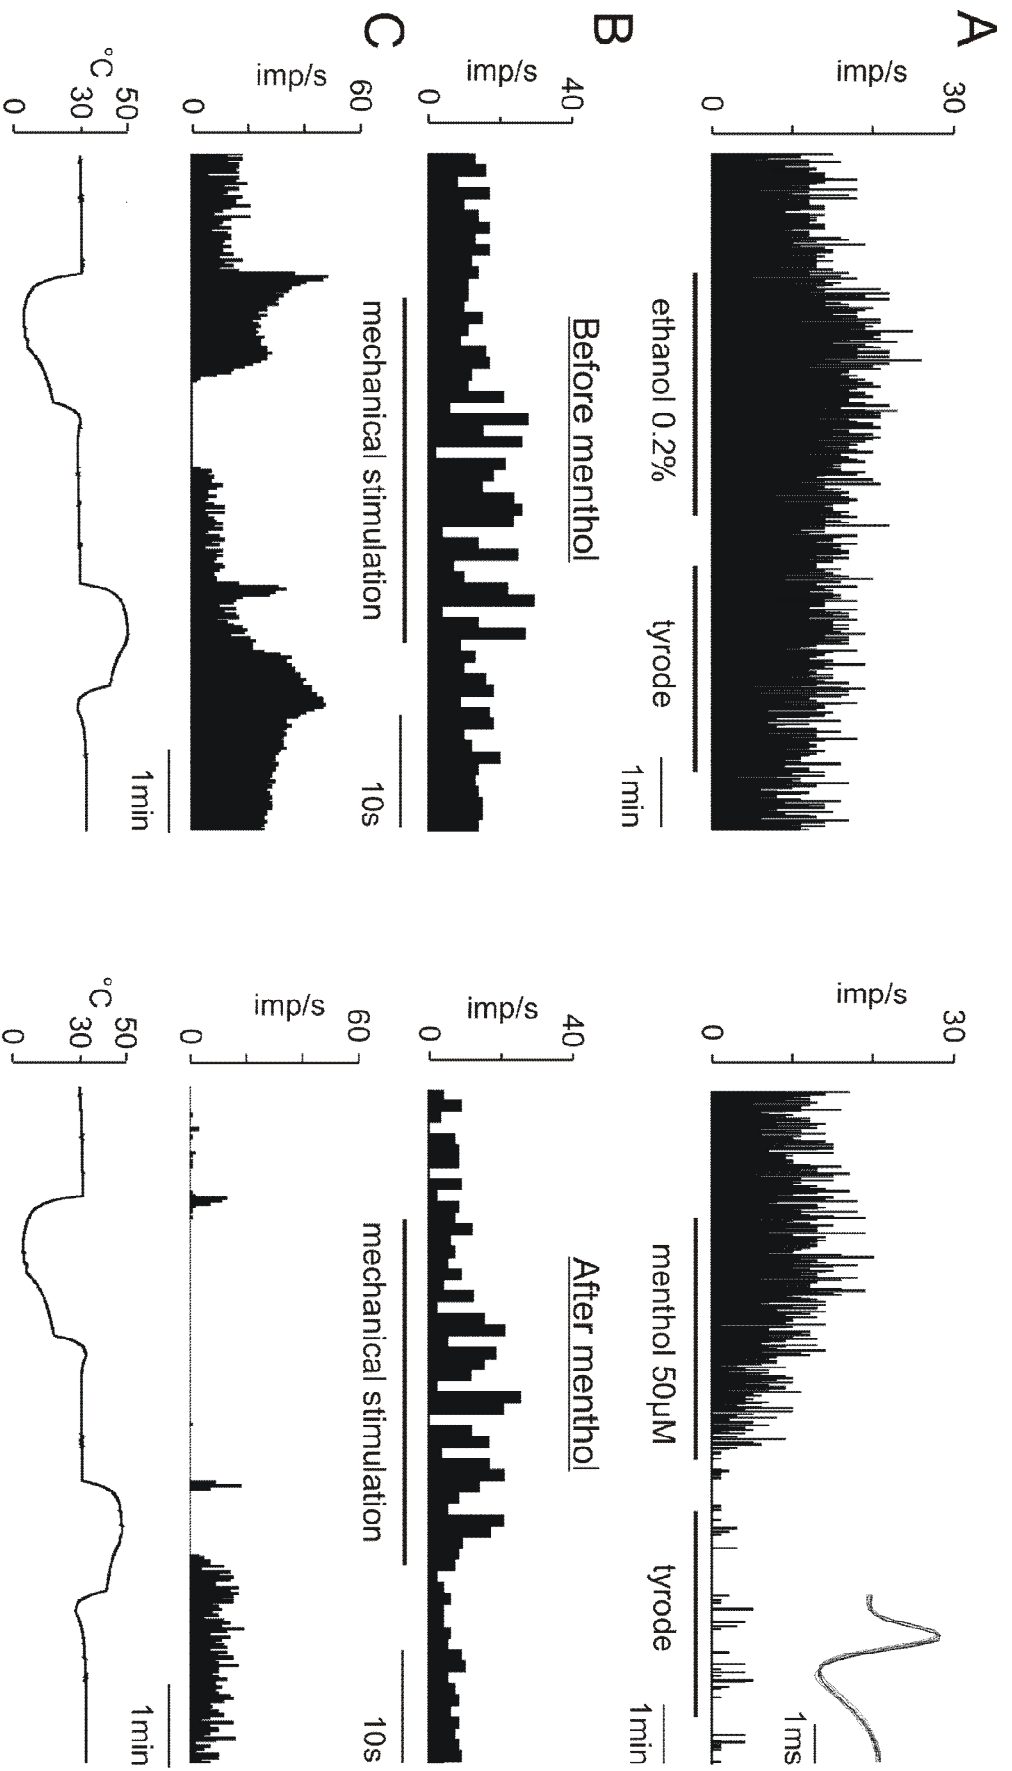 A
imp/s
30
0
ethanol 0.2%
tyrode
1min
imp/s
30
0
menthol 50µM
tyrode
1min
1ms
B
Before menthol
After menthol
imp/s
40
0
mechanical stimulation
10s
imp/s
40
0
mechanical stimulation
10s
C
imp/s
60
0
°C
50
30
0
1min
imp/s
60
0
°C
50
30
0
1min